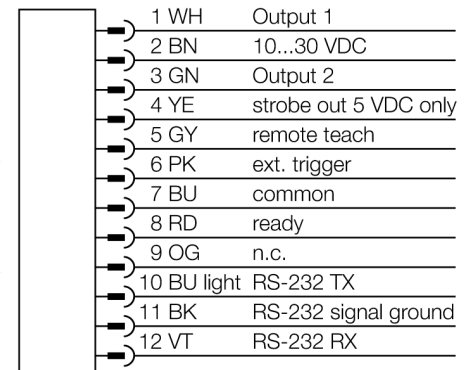 1 WH Output 1
2 BN 10...30 VDC
3 GN Output 2
4 YE strobe out 5 VDC only
5 GY remote teach
6 PK ext. trigger
7 BU common
8 RD ready
9 OG n.c.
10 BU light RS-232 TX
11 BK RS-232 signal ground
12 VT RS-232 RX